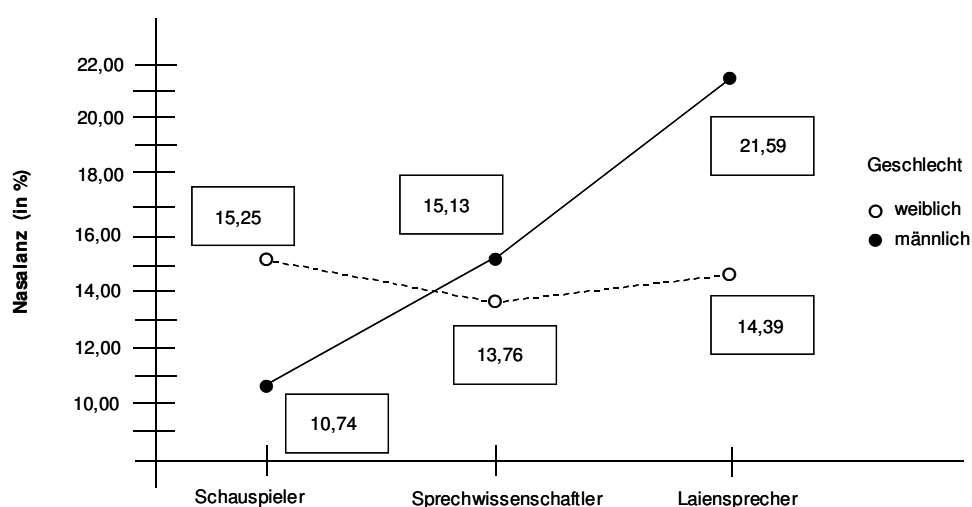 22,00
20,00
18,00
16,00
14,00
12,00
10,00
Nasalanz (in %)
15,25
15,13
21,59
13,76
14,39
10,74
Geschlecht
weiblich
männlich
Schauspieler
Sprechwissenschaftler
Laiensprecher